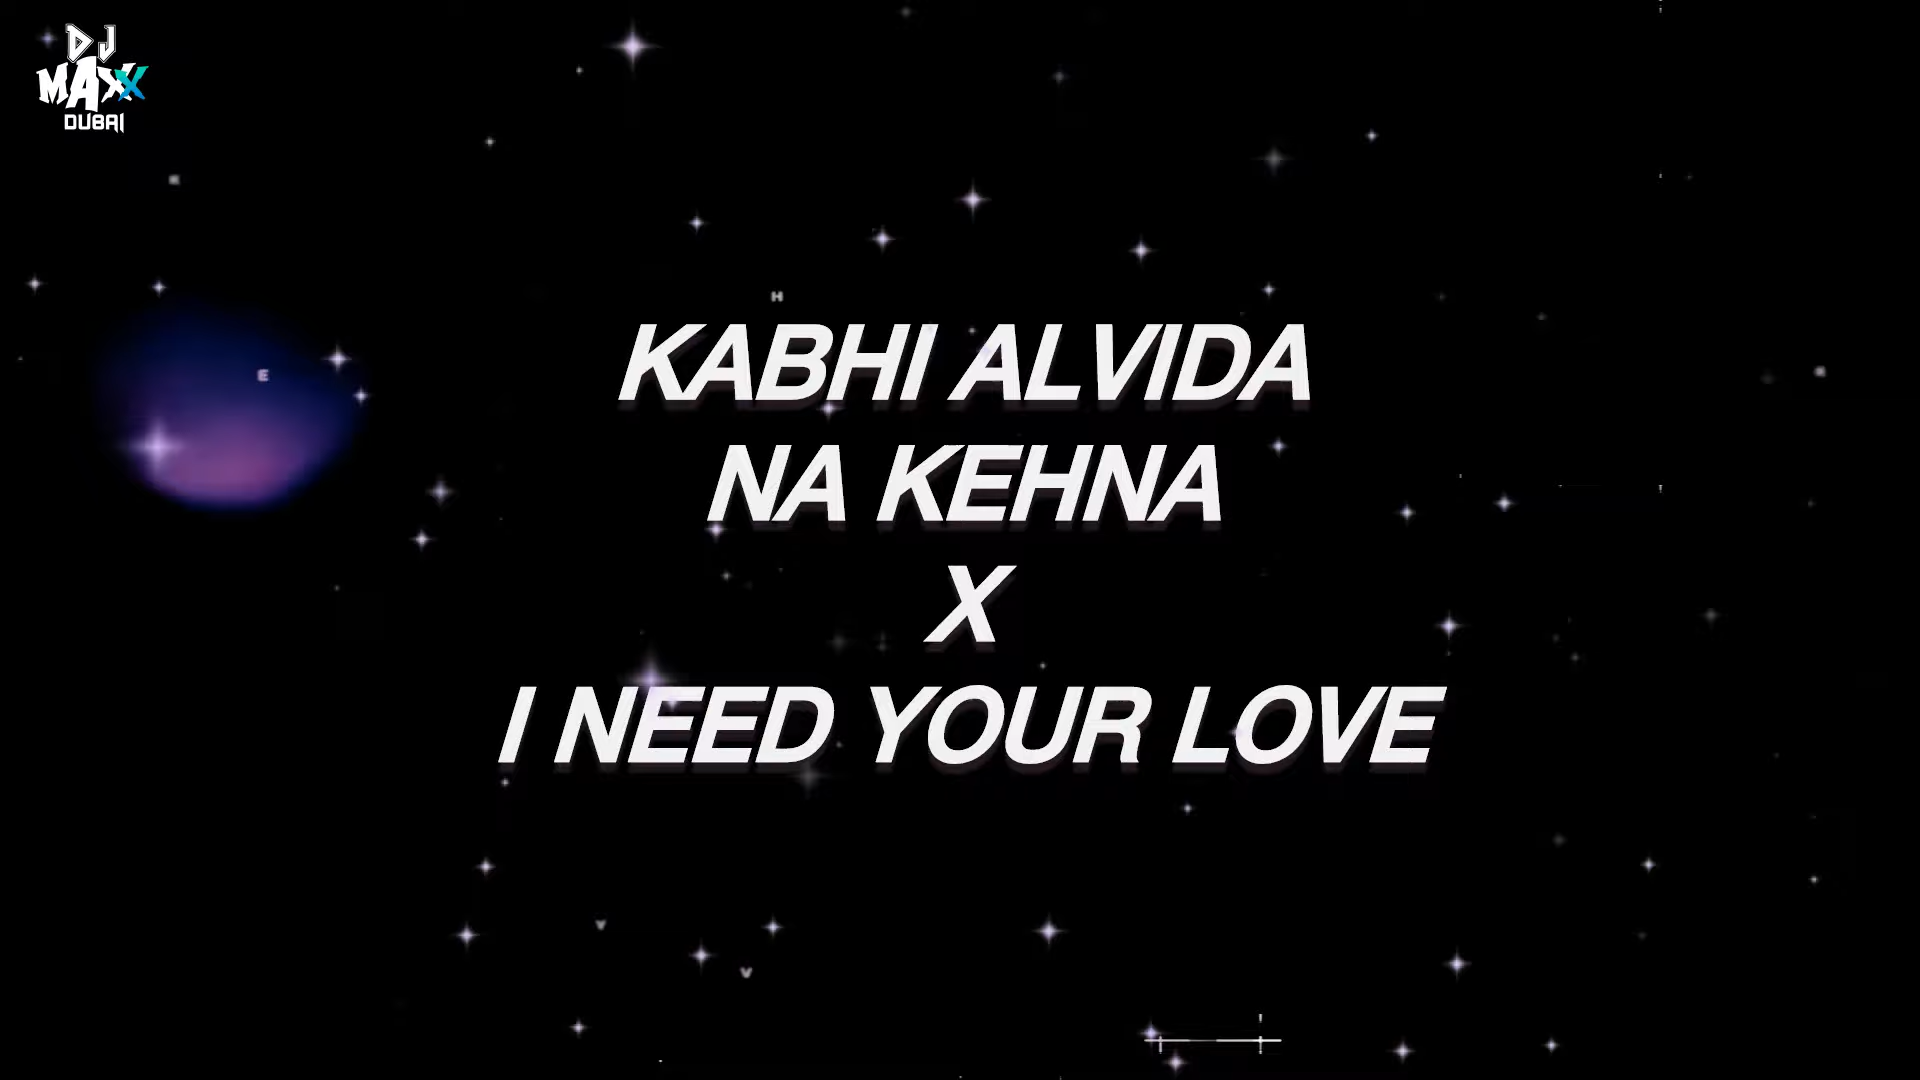 DJ
MAXX
DUBAI
H
E
KABHI ALVIDA
NA KEHNA
X
I NEED YOUR LOVE
V
V